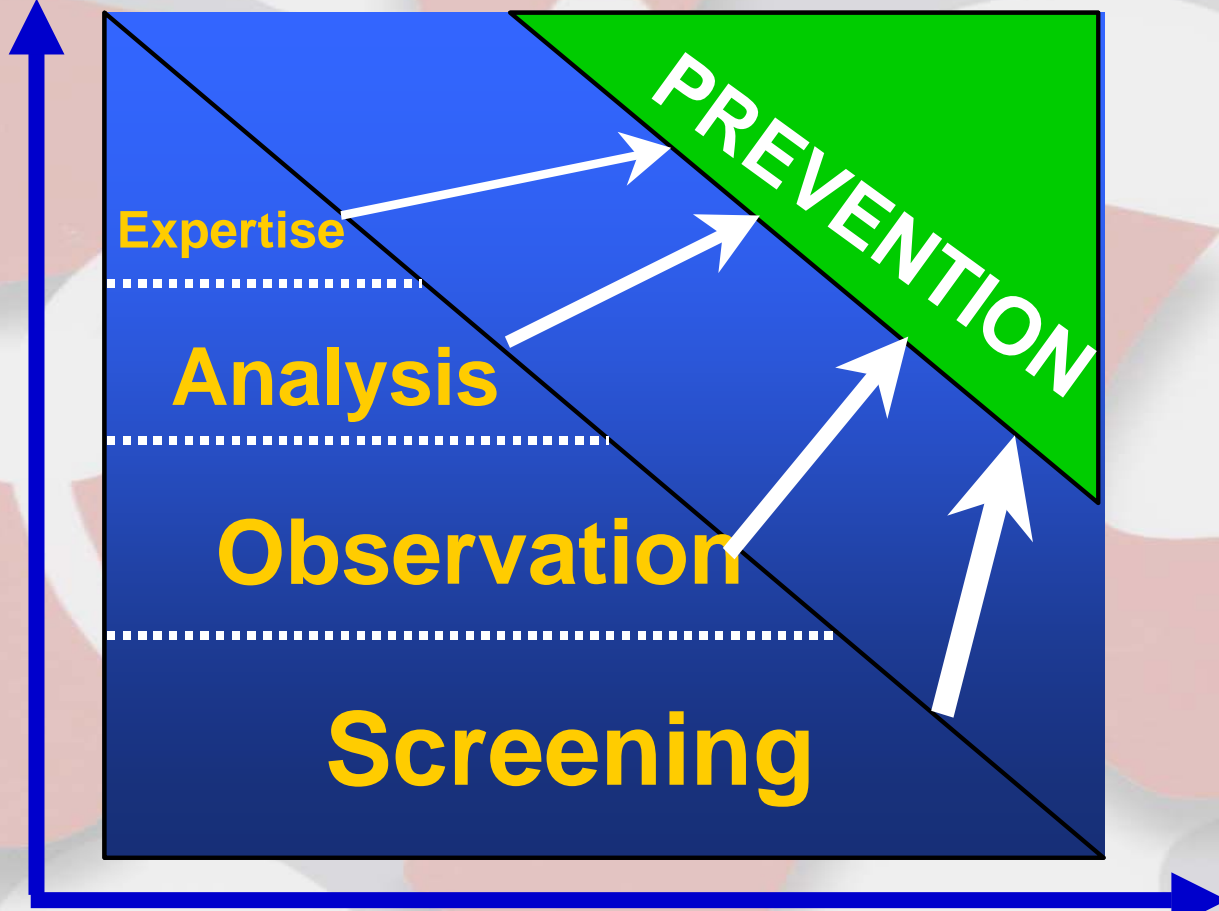 PREVENTION
Expertise
Analysis
Observation
Screening